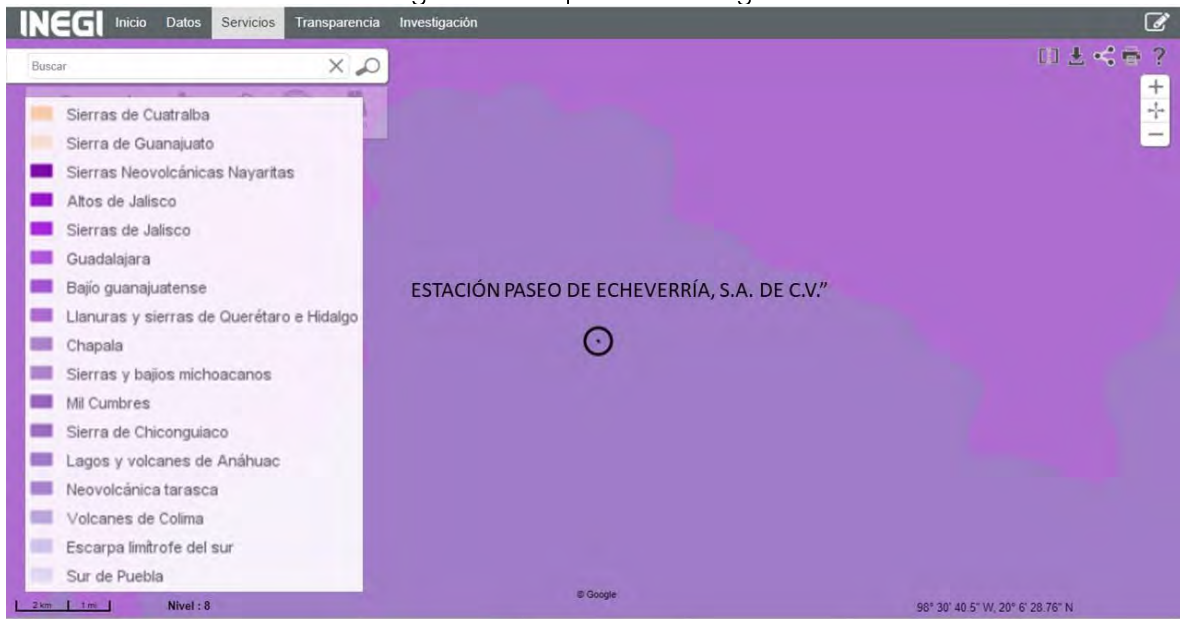 INEGI Inicio Datos Servicios Transparencia Investigación
Buscar
Sierras de Cuatralba
Sierra de Guanajuato
Sierras Neovolcánicas Nayaritas
Altos de Jalisco
Sierras de Jalisco
Guadalajara
Bajío guanajuatense
Llanuras y sierras de Querétaro e Hidalgo
Chapala
Sierras y bajios michoacanos
Mil Cumbres
Sierra de Chiconguiaco
Lagos y volcanes de Anáhuac
Neovolcánica tarasca
Volcanes de Colima
Escarpa limítrofe del sur
Sur de Puebla
ESTACIÓN PASEO DE ECHEVERRÍA, S.A. DE C.V.”
2 km 1 mi Nivel : 8
© Google
98° 30' 40.5" W, 20° 6' 28.76" N